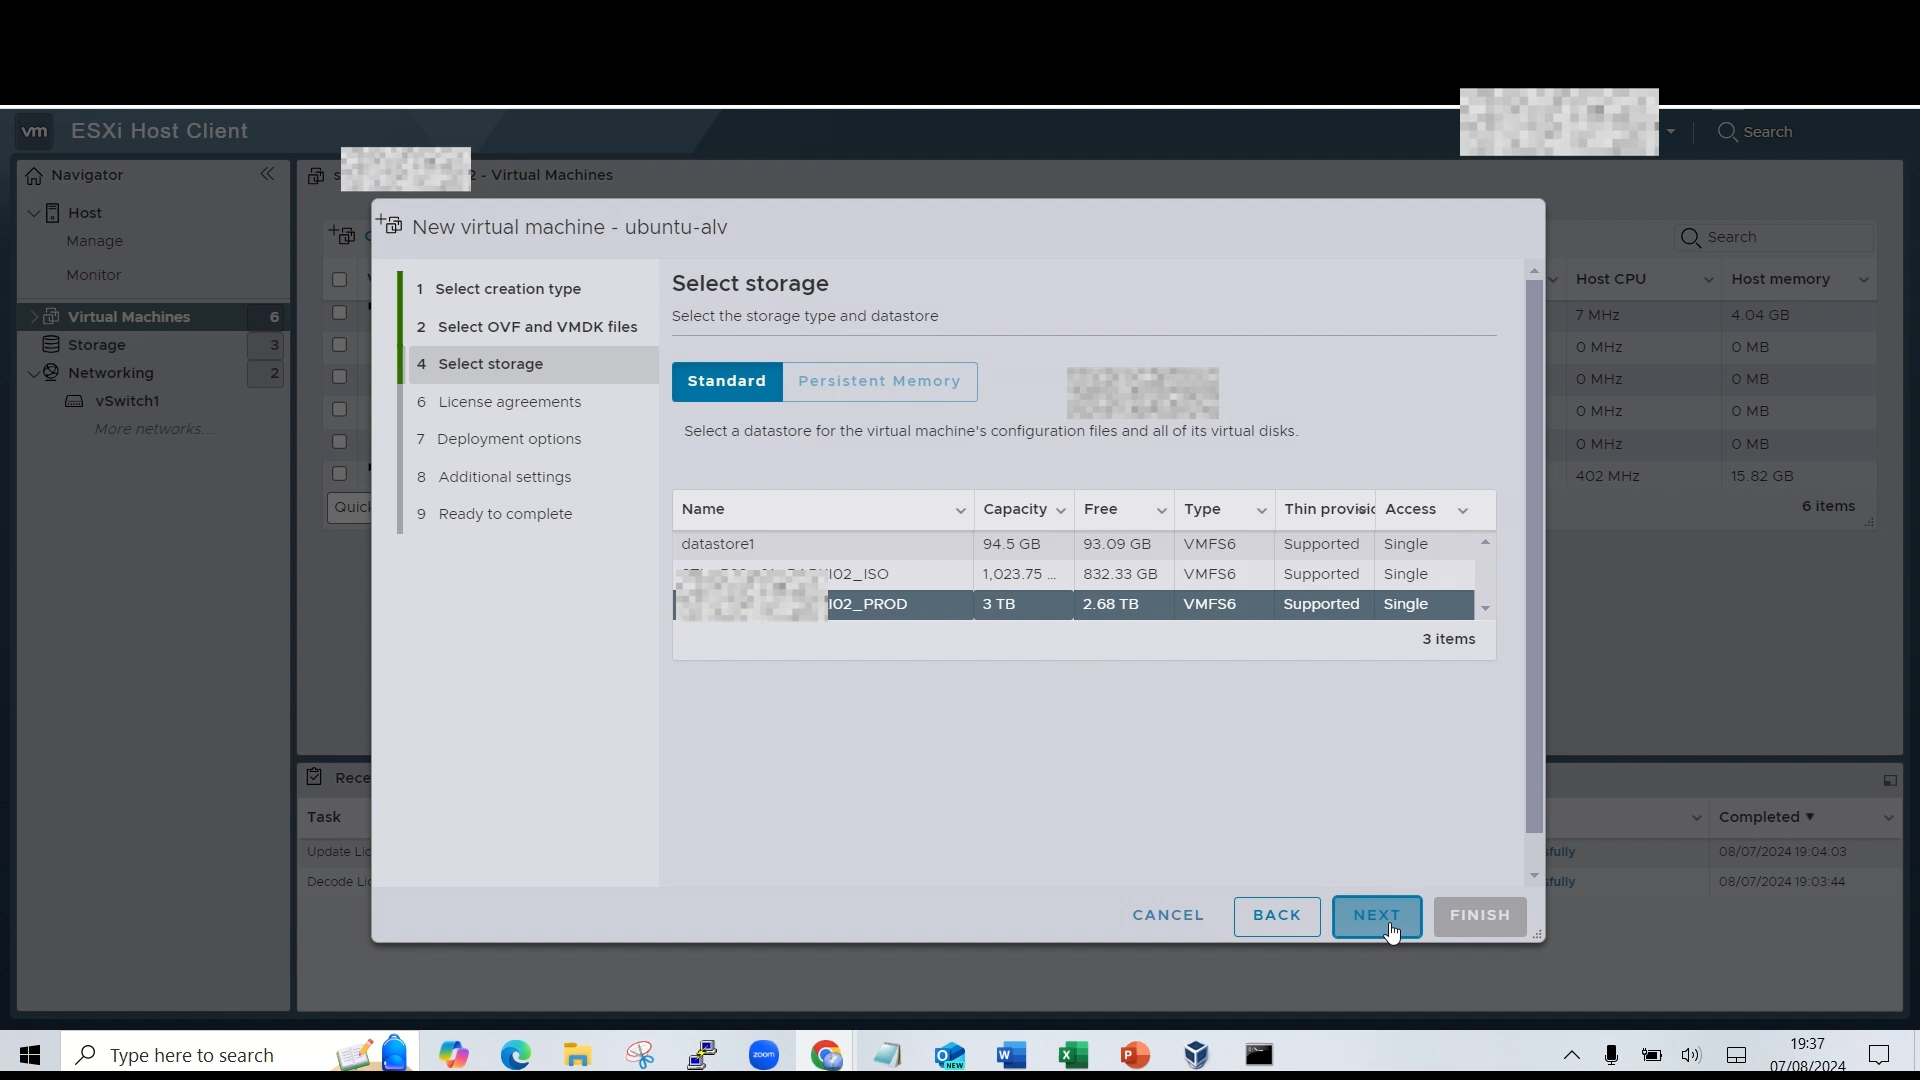 vm ESXi Host Client
Search
Navigator
2 - Virtual Machines
Host
Manage
Monitor
Virtual Machines 6
Storage 3
Networking 2
vSwitch1
More networks...
Search
Host CPU Host memory
7 MHz 4.04 GB
0 MHz 0 MB
0 MHz 0 MB
0 MHz 0 MB
0 MHz 0 MB
402 MHz 15.82 GB
Quick
6 items
New virtual machine - ubuntu-alv
1 Select creation type
2 Select OVF and VMDK files
4 Select storage
6 License agreements
7 Deployment options
8 Additional settings
9 Ready to complete
Select storage
Select the storage type and datastore
Standard Persistent Memory
Select a datastore for the virtual machine's configuration files and all of its virtual disks.
Name Capacity Free Type Thin provisic Access
datastore1 94.5 GB 93.09 GB VMFS6 Supported Single
I02_ISO 1,023.75 ... 832.33 GB VMFS6 Supported Single
I02_PROD 3 TB 2.68 TB VMFS6 Supported Single
3 items
CANCEL BACK NEXT FINISH
Rece
Task Completed ▼
Update Lic sfully 08/07/2024 19:04:03
Decode Lic sfully 08/07/2024 19:03:44
Type here to search
zoom
NEW
19:37
07/08/2024